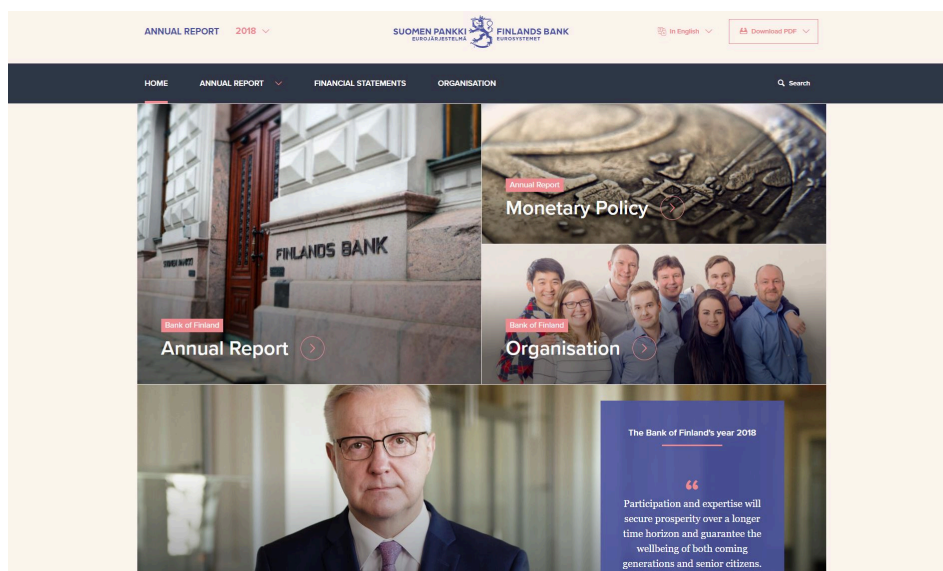 ANNUAL REPORT 2018
SUOMEN PANKKI FINLANDS BANK
EUROJÄRJESTELMÄ EUROSYSTEMET
In English
Download PDF
HOME ANNUAL REPORT FINANCIAL STATEMENTS ORGANISATION Search
FINLANDS BANK
Bank of Finland
Annual Report
Annual Report
Monetary Policy
Bank of Finland
Organisation
The Bank of Finland's year 2018
“
Participation and expertise will
secure prosperity over a longer
time horizon and guarantee the
wellbeing of both coming
generations and senior citizens.